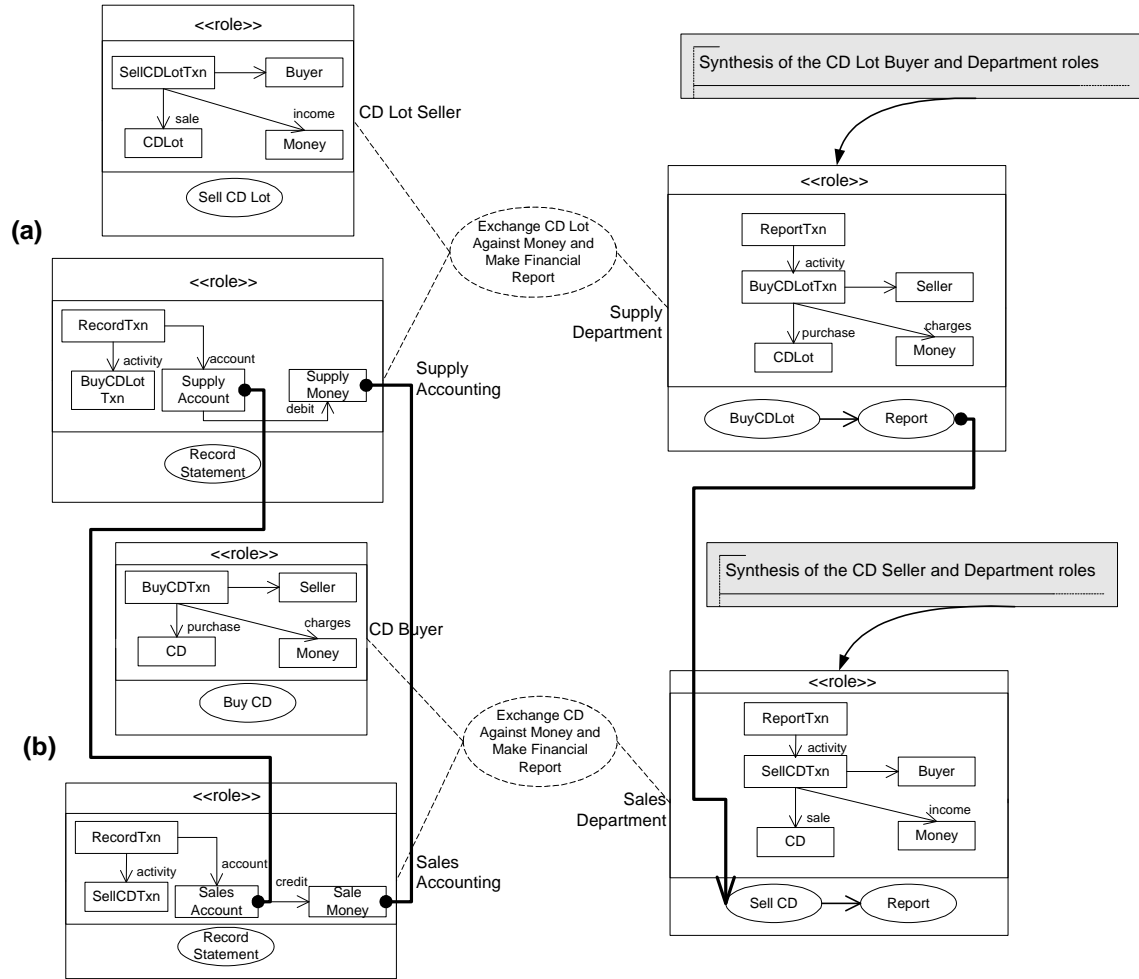 <<role>>
SellCDLotTxn
Buyer
sale
income
CDLot
Money
Sell CD Lot
CD Lot Seller
Synthesis of the CD Lot Buyer and Department roles
(a)
Exchange CD Lot
Against Money and
Make Financial
Report
<<role>>
ReportTxn
activity
BuyCDLotTxn
Seller
purchase
charges
CDLot
Money
BuyCDLot
Report
Supply
Department
<<role>>
RecordTxn
activity
account
BuyCDLot
Txn
Supply
Account
Supply
Money
debit
Record
Statement
Supply
Accounting
<<role>>
BuyCDTxn
Seller
purchase
charges
CD
Money
Buy CD
CD Buyer
Synthesis of the CD Seller and Department roles
(b)
Exchange CD
Against Money and
Make Financial
Report
<<role>>
ReportTxn
activity
SellCDTxn
Buyer
sale
income
CD
Money
Sell CD
Report
Sales
Department
<<role>>
RecordTxn
activity
account
SellCDTxn
Sales
Account
credit
Sale
Money
Record
Statement
Sales
Accounting